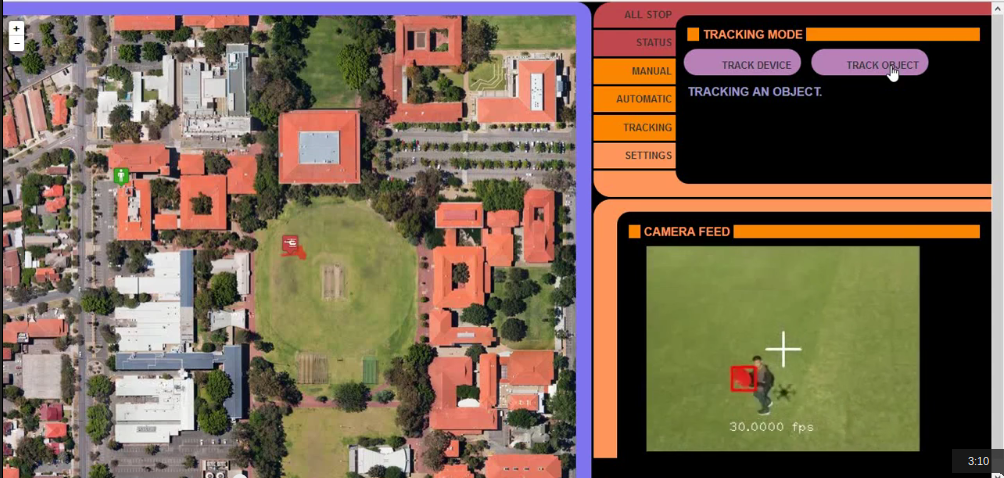 +
−
ALL STOP
STATUS
MANUAL
AUTOMATIC
TRACKING
SETTINGS
TRACKING MODE
TRACK DEVICE
TRACK OBJECT
TRACKING AN OBJECT.
CAMERA FEED
30.0000 fps
3:10